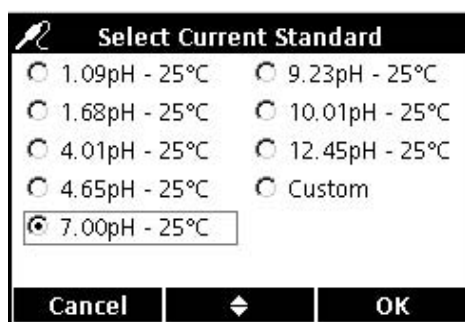 Select Current Standard
1.09pH - 25°C
1.68pH - 25°C
4.01pH - 25°C
4.65pH - 25°C
7.00pH - 25°C
9.23pH - 25°C
10.01pH - 25°C
12.45pH - 25°C
Custom
Cancel
OK